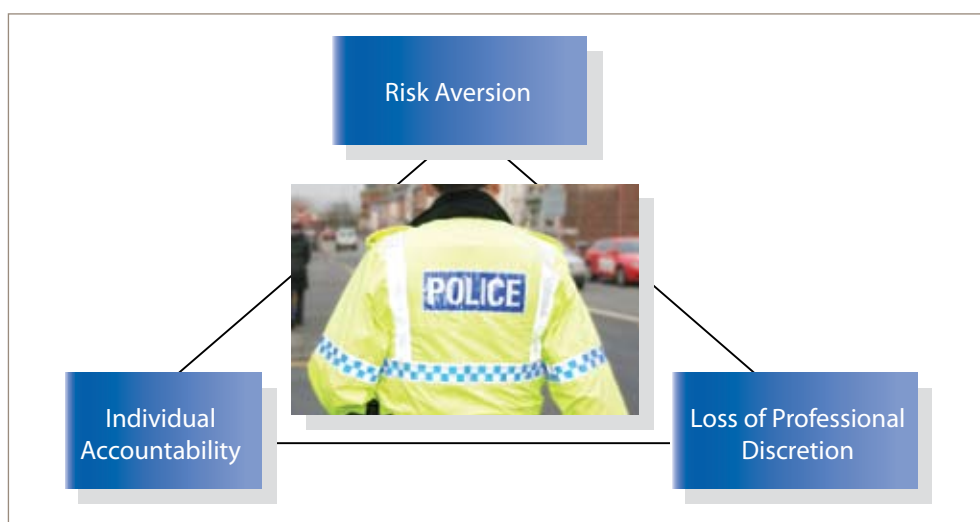 Risk Aversion
POLICE
Individual
Accountability
Loss of Professional
Discretion